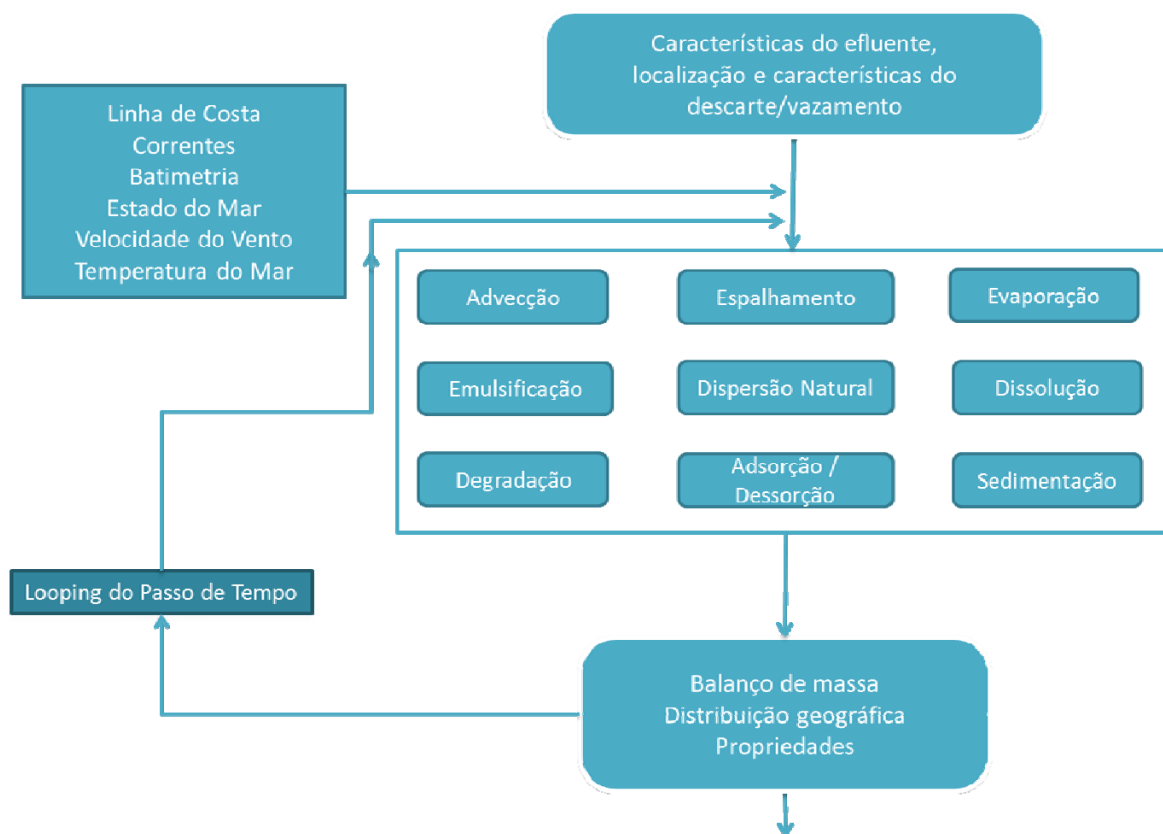 Características do efluente,
localização e características do
descarte/vazamento
Linha de Costa
Correntes
Batimetria
Estado do Mar
Velocidade do Vento
Temperatura do Mar
Advecção
Espalhamento
Evaporação
Emulsificação
Dispersão Natural
Dissolução
Degradação
Adsorção /
Dessorção
Sedimentação
Looping do Passo de Tempo
Balanço de massa
Distribuição geográfica
Propriedades